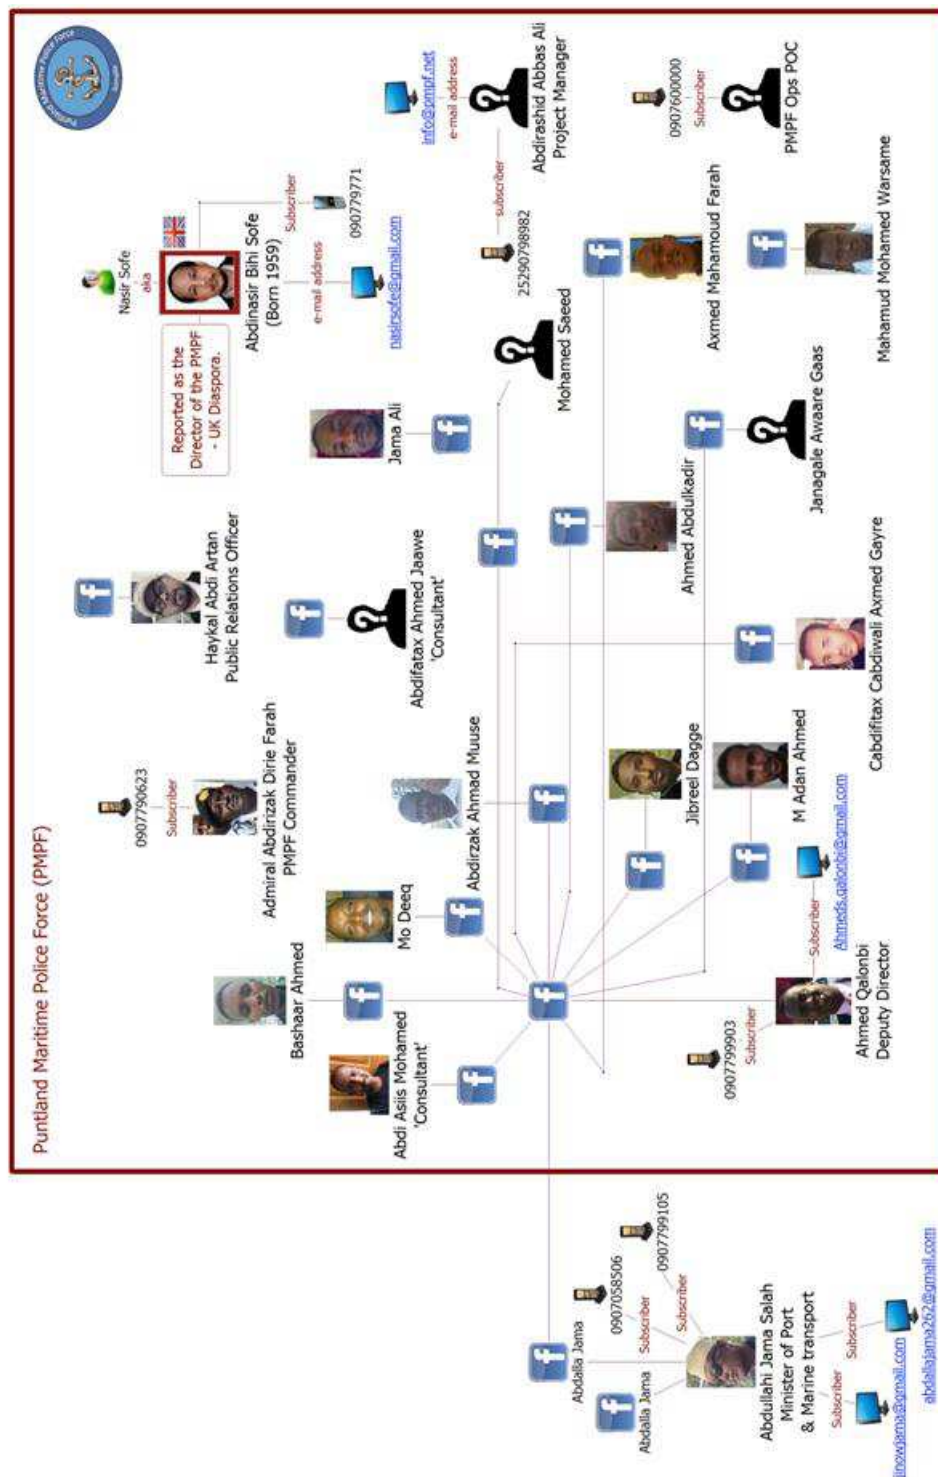 Puntland Maritime Police Force (PMPF)
Puntland Maritime Police Force
Nasir Sofe
aka
Reported as the
Director of the PMPF
- UK Diaspora.
Abdinasir Bihi Sofe
(Born 1959)
Subscriber
090779771
e-mail address
nasirsofe@gmail.com
info@pmpf.net
e-mail address
Abdirashid Abbas Ali
Project Manager
subscriber
25290798982
0907600000
Subscriber
PMPF Ops POC
Haykal Abdi Artan
Public Relations Officer
Jama Ali
Mohamed Saeed
Axmed Mahamoud Farah
Mahamud Mohamed Warsame
0907790623
Subscriber
Admiral Abdirizak Dirie Farah
PMPF Commander
Abdifatax Ahmed Jaawe
'Consultant'
Ahmed Abdulkadir
Janagale Awaare Gaas
Bashaar Ahmed
Mo Deeq
Abdirzak Ahmad Muuse
Jibreel Dagge
M Adan Ahmed
Cabdifitax Cabdiwali Axmed Gayre
Abdi Asiis Mohamed
'Consultant'
0907799903
Subscriber
Subscriber
Ahmeds.qalonbi@gmail.com
Ahmed Qalonbi
Deputy Director
Abdalla Jama
Abdalla Jama
0907058506
Subscriber
0907799105
Subscriber
Abdullahi Jama Salah
Minister of Port
& Marine transport
Subscriber
Subscriber
abdallajama262@gmail.com